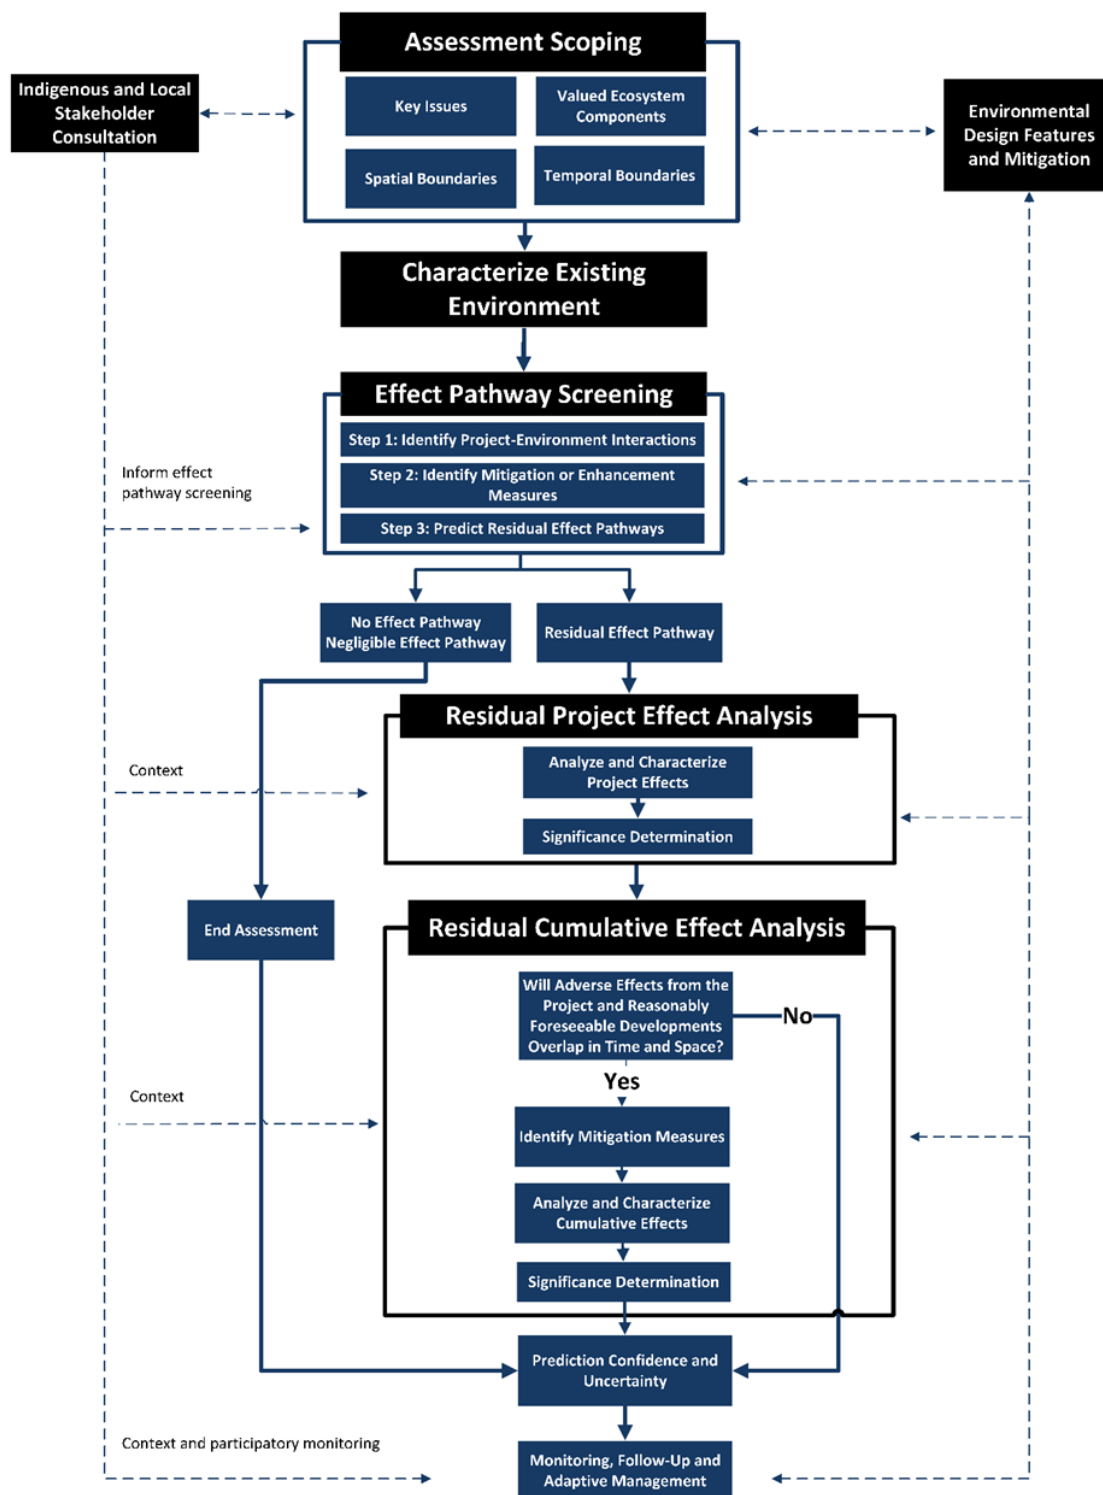 Assessment Scoping
Indigenous and Local
Stakeholder
Consultation
Key Issues
Valued Ecosystem
Components
Spatial Boundaries
Temporal Boundaries
Environmental
Design Features
and Mitigation
Characterize Existing
Environment
Effect Pathway Screening
Step 1: Identify Project-Environment Interactions
Step 2: Identify Mitigation or Enhancement
Measures
Step 3: Predict Residual Effect Pathways
Inform effect
pathway screening
No Effect Pathway
Negligible Effect Pathway
Residual Effect Pathway
Residual Project Effect Analysis
Analyze and Characterize
Project Effects
Significance Determination
Context
End Assessment
Residual Cumulative Effect Analysis
Will Adverse Effects from the
Project and Reasonably
Foreseeable Developments
Overlap in Time and Space?
No
Yes
Context
Identify Mitigation Measures
Analyze and Characterize
Cumulative Effects
Significance Determination
Prediction Confidence and
Uncertainty
Context and participatory monitoring
Monitoring, Follow-Up and
Adaptive Management